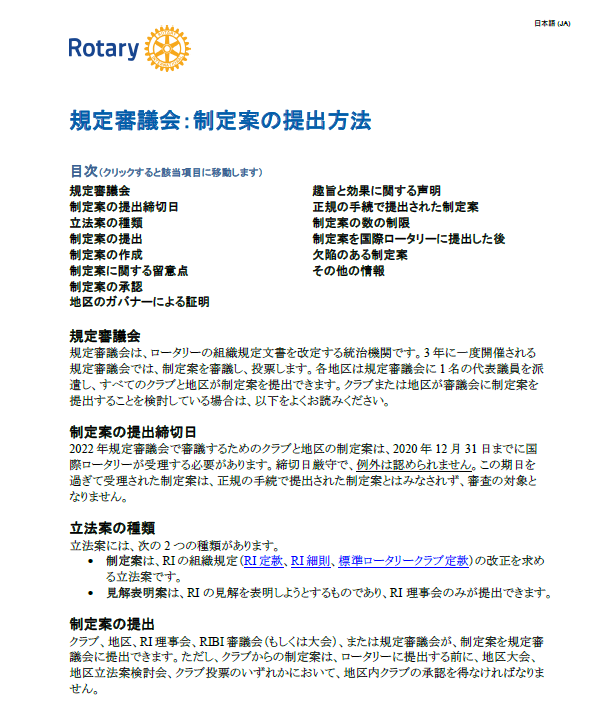 日本語 (JA)
Rotary
規定審議会：制定案の提出方法
目次（クリックすると該当項目に移動します）
規定審議会
制定案の提出締切日
立法案の種類
制定案の提出
制定案の作成
制定案に関する留意点
制定案の承認
地区のガバナーによる証明
趣旨と効果に関する声明
正規の手続で提出された制定案
制定案の数の制限
制定案を国際ロータリーに提出した後
欠陥のある制定案
その他の情報
規定審議会
規定審議会は、ロータリーの組織規定文書を改定する統治機関です。3 年に一度開催される
規定審議会では、制定案を審議し、投票します。各地区は規定審議会に 1 名の代表議員を派
遣し、すべてのクラブと地区が制定案を提出できます。クラブまたは地区が審議会に制定案を
提出することを検討している場合は、以下をよくお読みください。
制定案の提出締切日
2022 年規定審議会で審議するためのクラブと地区の制定案は、2020 年 12 月 31 日までに国
際ロータリーが受理する必要があります。締切日厳守で、例外は認められません。この期日を
過ぎて受理された制定案は、正規の手続で提出された制定案とはみなされず、審査の対象と
なりません。
立法案の種類
立法案には、次の 2 つの種類があります。
• 制定案は、RI の組織規定（RI 定款、RI 細則、標準ロータリークラブ定款）の改正を求め
る立法案です。
• 見解表明案は、RI の見解を表明しようとするものであり、RI 理事会のみが提出できます。
制定案の提出
クラブ、地区、RI 理事会、RIBI 審議会（もしくは大会）、または規定審議会が、制定案を規定審
議会に提出できます。ただし、クラブからの制定案は、ロータリーに提出する前に、地区大会、
地区立法案検討会、クラブ投票のいずれかにおいて、地区内クラブの承認を得なければなりま
せん。